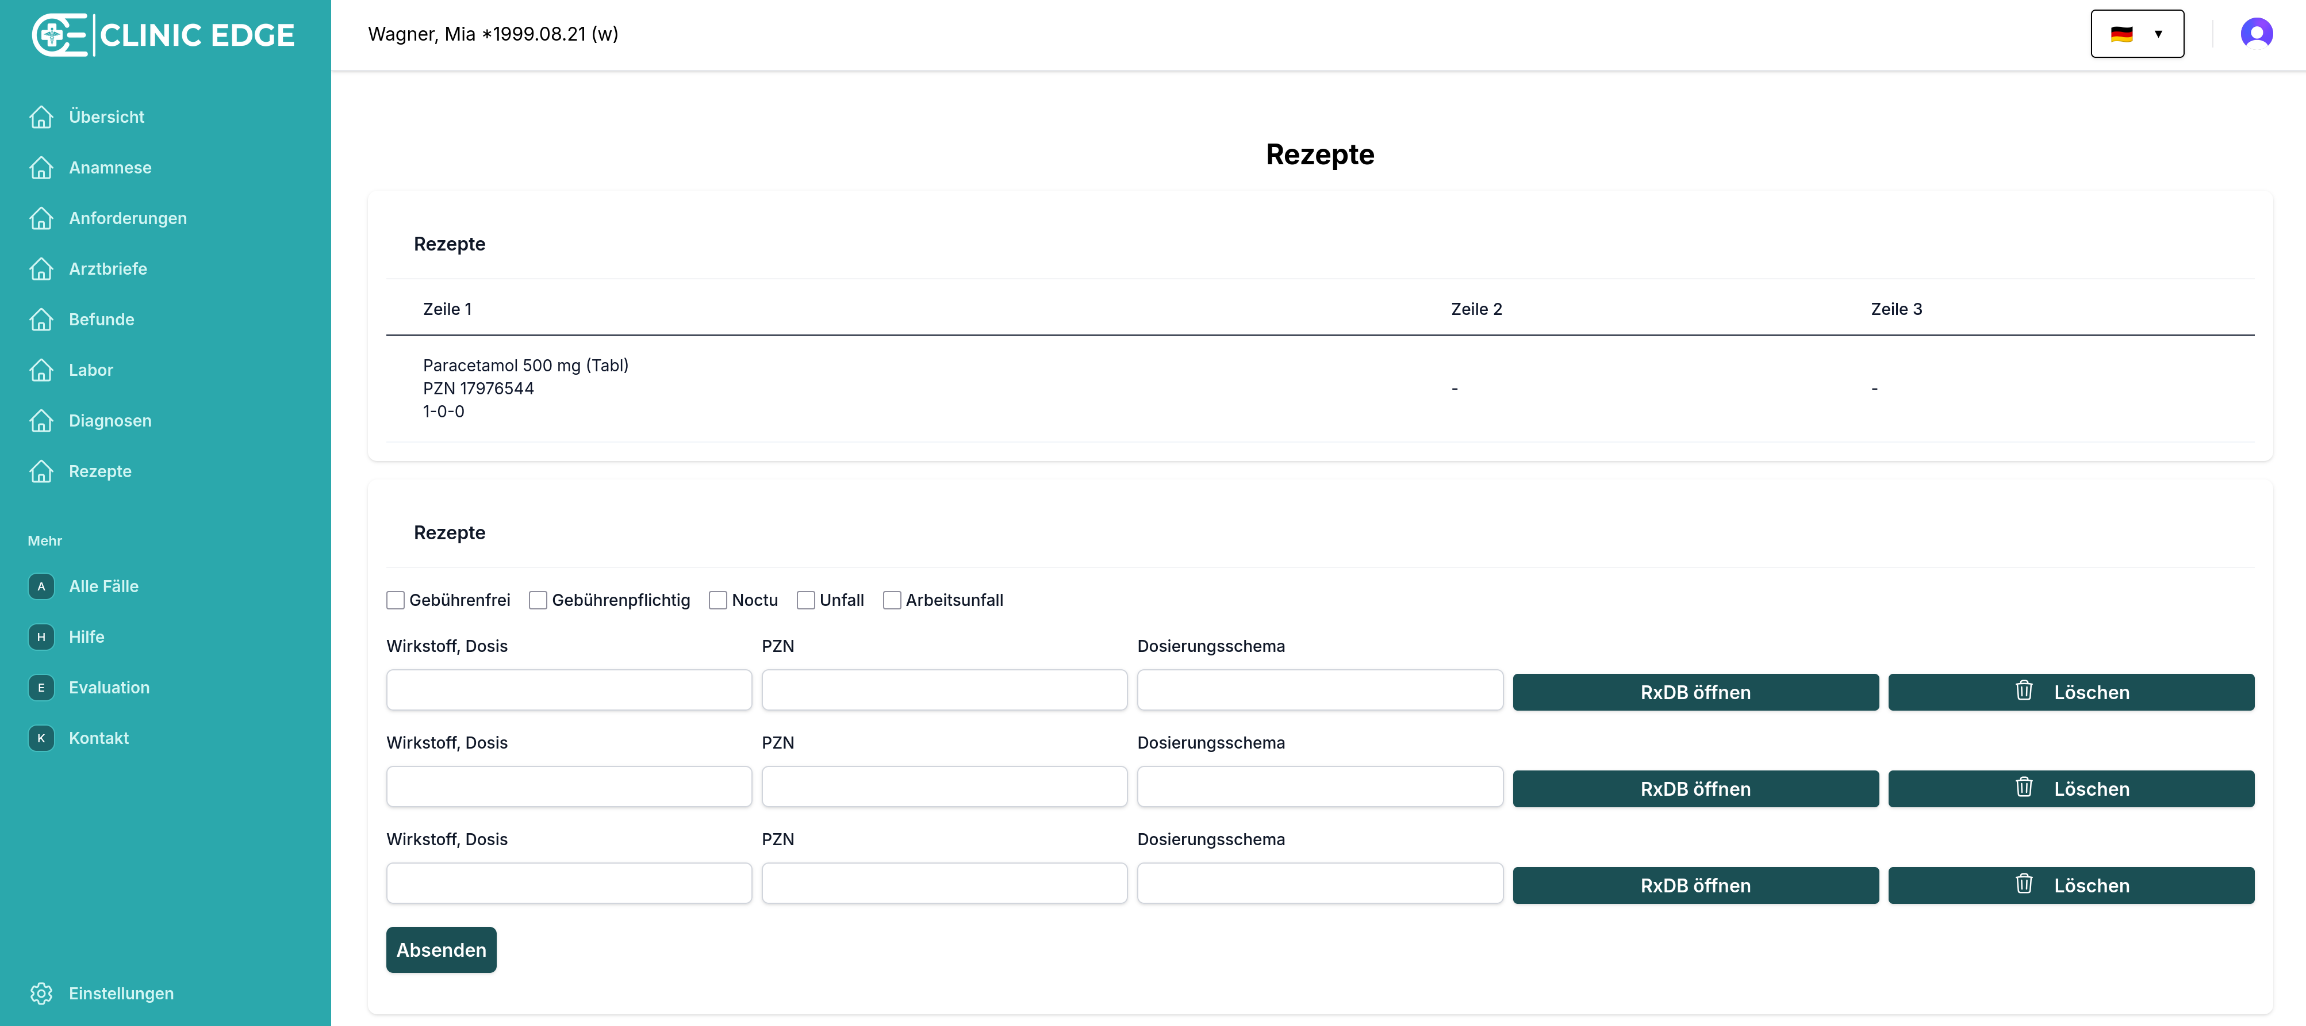 CLINIC EDGE
Wagner, Mia *1999.08.21 (w)
Übersicht
Anamnese
Anforderungen
Arztbriefe
Befunde
Labor
Diagnosen
Rezepte
Mehr
A Alle Fälle
H Hilfe
E Evaluation
K Kontakt
Einstellungen
Rezepte
Rezepte
Zeile 1 Zeile 2 Zeile 3
Paracetamol 500 mg (Tabl)
PZN 17976544 - -
1-0-0
Rezepte
Gebührenfrei Gebührenpflichtig Noctu Unfall Arbeitsunfall
Wirkstoff, Dosis PZN Dosierungsschema
RxDB öffnen Löschen
Wirkstoff, Dosis PZN Dosierungsschema
RxDB öffnen Löschen
Wirkstoff, Dosis PZN Dosierungsschema
RxDB öffnen Löschen
Absenden